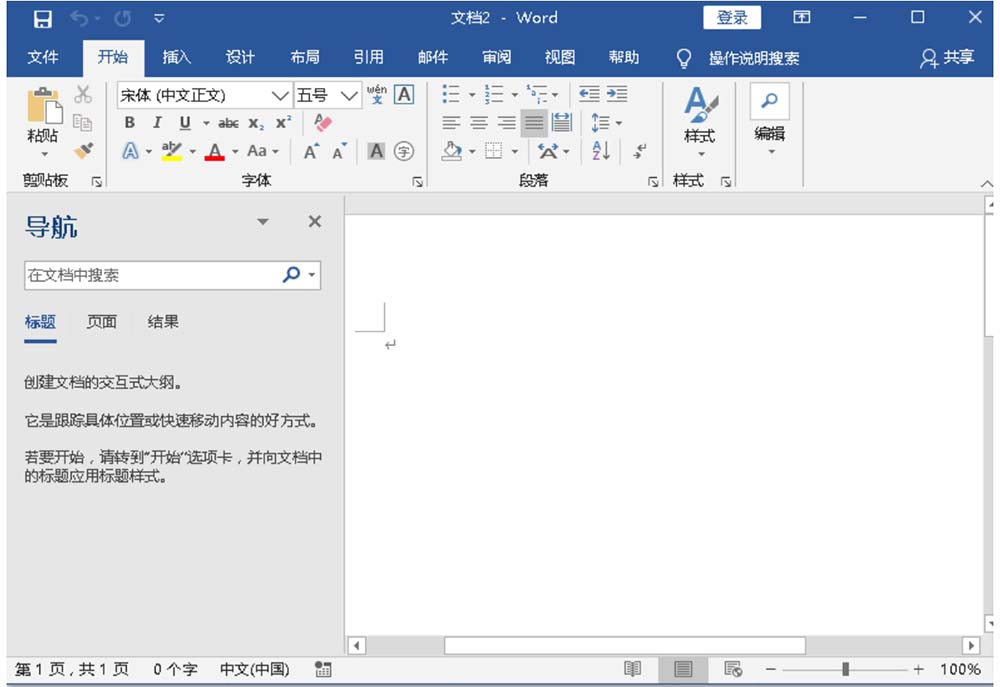 文档2 - Word
登录
文件 开始 插入 设计 布局 引用 邮件 审阅 视图 帮助 操作说明搜索 共享
粘贴
剪贴板
宋体 (中文正文) 五号 wén 文 A
B I U abc X₂ X²
A aby A Aa A A A 字
字体
A Z
段落
样式
样式
编辑
导航
在文档中搜索
标题 页面 结果
创建文档的交互式大纲。
它是跟踪具体位置或快速移动内容的好方式。
若要开始，请转到“开始”选项卡，并向文档中
的标题应用标题样式。
第 1 页，共 1 页 0 个字 中文(中国) 100%